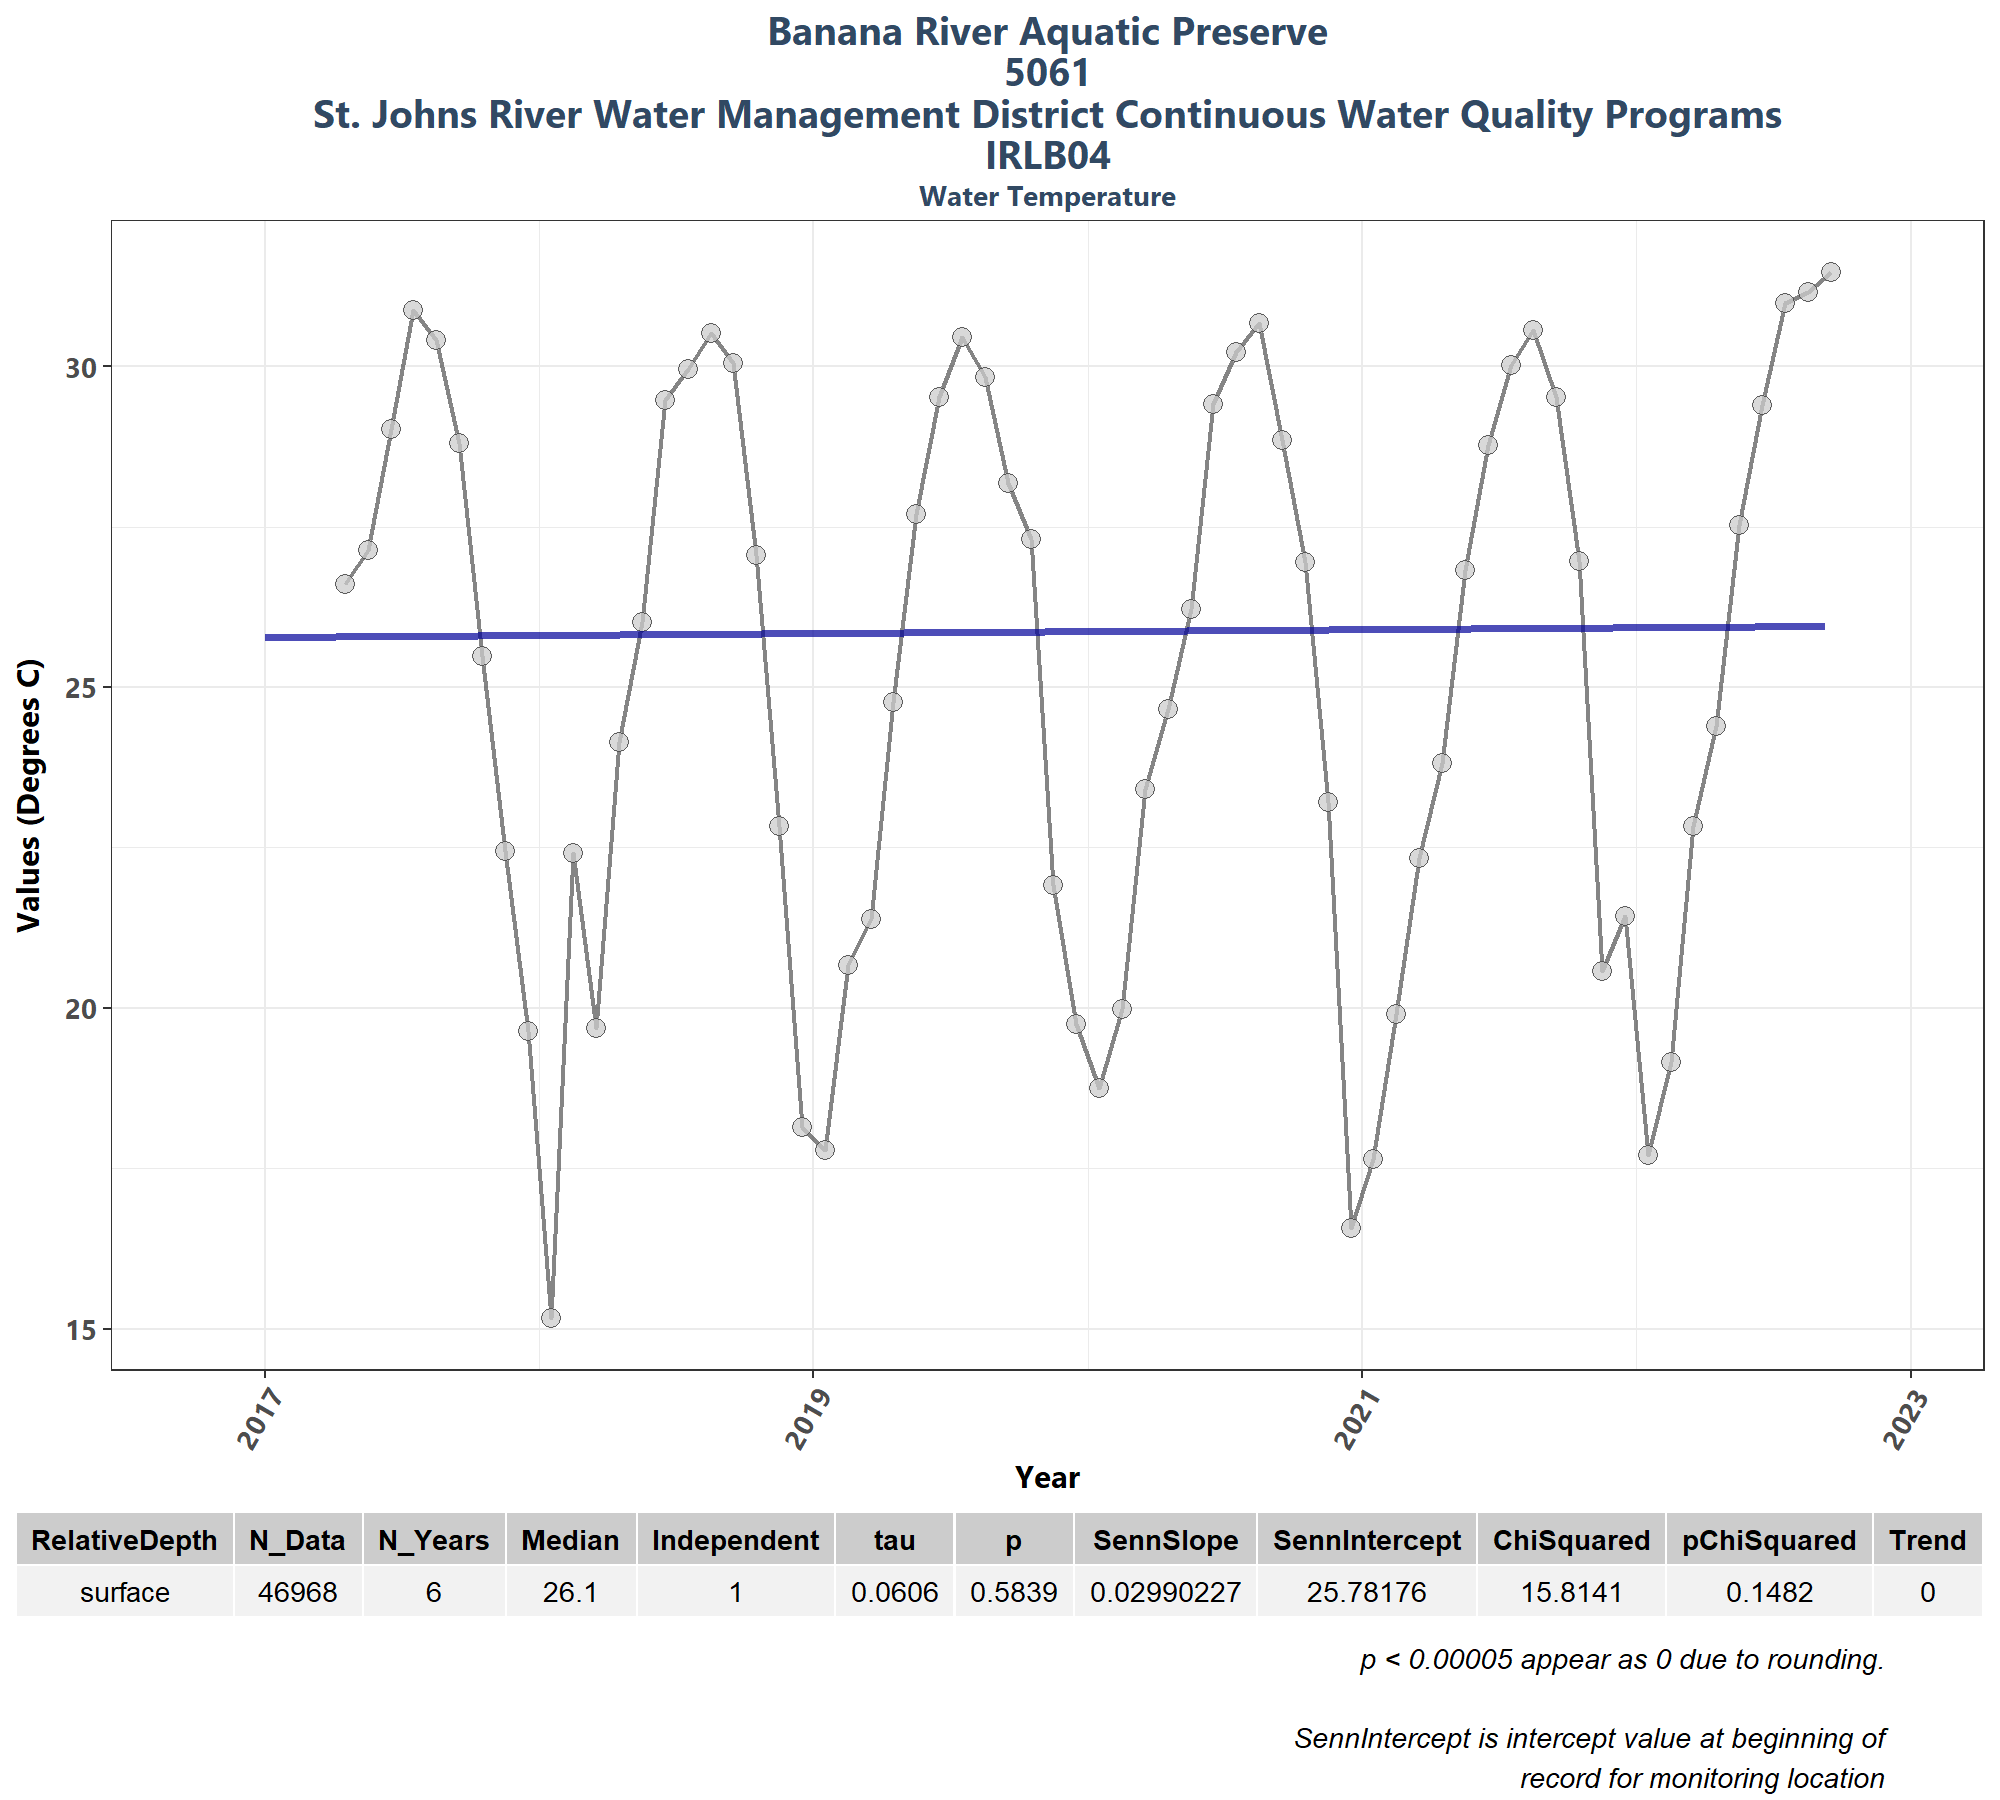 Banana River Aquatic Preserve
5061
St. Johns River Water Management District Continuous Water Quality Programs
IRLB04
Water Temperature
Values (Degrees C)
30
25
20
15
2017
2019
2021
2023
Year
RelativeDepth N_Data N_Years Median Independent tau p SennSlope SennIntercept ChiSquared pChiSquared Trend
surface 46968 6 26.1 1 0.0606 0.5839 0.02990227 25.78176 15.8141 0.1482 0
p < 0.00005 appear as 0 due to rounding.
SennIntercept is intercept value at beginning of
record for monitoring location